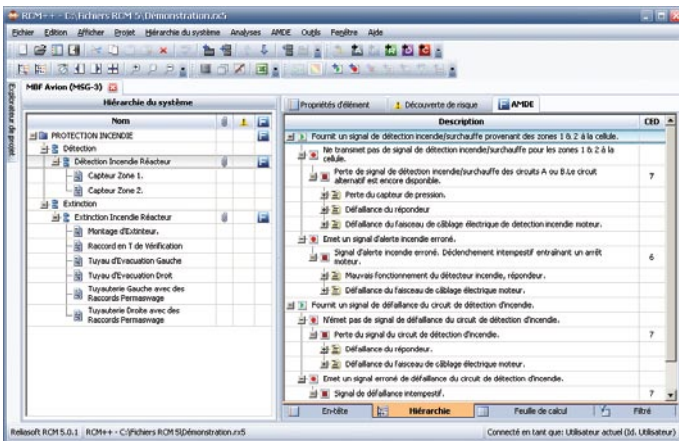 RCM++ - C:\Fichiers RCM 5\Démonstration.rx5
Fichier Edition Afficher Projet Hiérarchie du système Analyses AMDE Outils Fenêtre Aide
MBF Avion (MSG-3)
Explorateur de projet
Hiérarchie du système
Nom
PROTECTION INCENDIE
Détection
Détection Incendie Réacteur
Capteur Zone 1.
Capteur Zone 2.
Extinction
Extinction Incendie Réacteur
Montage d'Extinteur.
Raccord en T de Vérification
Tuyau d'Evacuation Gauche
Tuyau d'Evacuation Droit
Tuyauterie Gauche avec des
Raccords Permaswage
Tuyauterie Droite avec des
Raccords Permaswage
Propriétés d'élément
Découverte de risque
AMDE
Description CED
Fournit un signal de détection incendie/surchauffe provenant des zones 1 & 2 à la cellule.
Ne transmet pas de signal de détection incendie/surchauffe pour les zones 1 & 2 à la
cellule.
Perte de signal de détection incendie/surchauffe des circuits A ou B.Le circuit
alternatif est encore disponible. 7
Perte du capteur de pression.
Défaillance du répondeur
Défaillance du faisceau de câblage électrique de detection incendie moteur.
Emet un signal d'alerte incendie erroné.
Signal d'alerte incendie erroné. Déclenchement intempestif entraînant un arrêt
moteur. 6
Mauvais fonctionnement du détecteur incendie, répondeur.
Défaillance du faisceau de câblage électrique moteur.
Fournit un signal de défaillance du circuit de détection d'incendie.
N'émet pas de signal de défaillance du circuit de détection d'incendie.
Perte du signal du circuit de détection d'incendie. 7
Défaillance du répondeur.
Défaillance du faisceau de câblage électrique moteur.
Emet un signal erroné de défaillance du circuit de détection d'incendie.
Signal de défaillance intempestif. 7
En-tête Hiérarchie Feuille de calcul Filtré
Reliasoft RCM 5.0.1 RCM++ - C:\Fichiers RCM 5\Démonstration.rx5 Connecté en tant que: Utilisateur actuel (Id. Utilisateur)